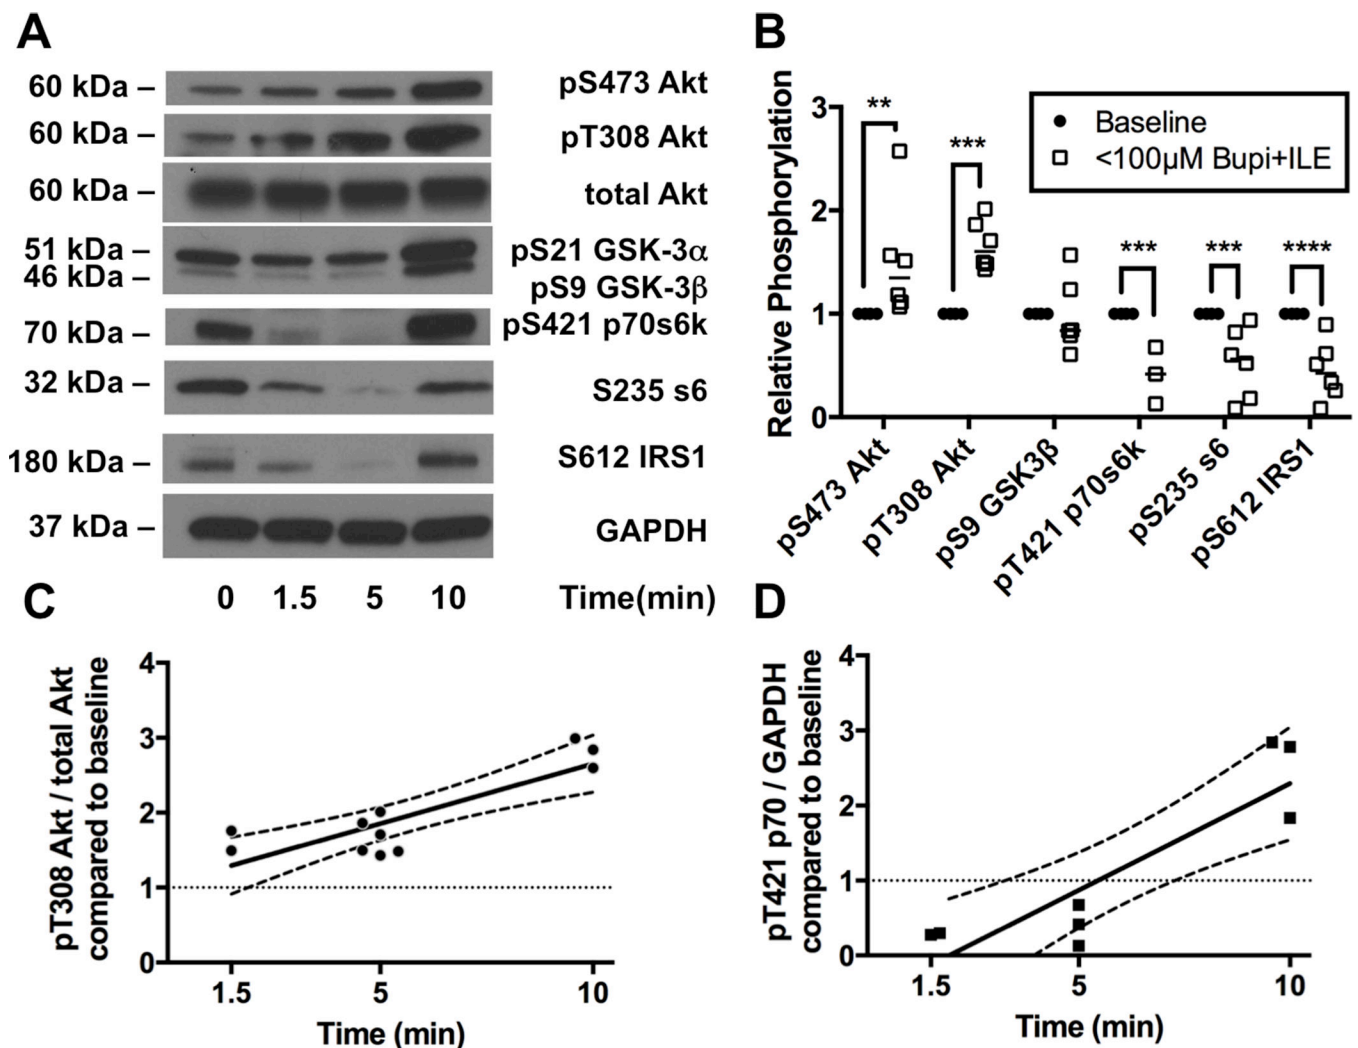 A
60 kDa – pS473 Akt
60 kDa – pT308 Akt
60 kDa – total Akt
51 kDa – pS21 GSK-3α
46 kDa – pS9 GSK-3β
70 kDa – pS421 p70s6k
32 kDa – S235 s6
180 kDa – S612 IRS1
37 kDa – GAPDH
0 1.5 5 10 Time(min)
B
Relative Phosphorylation
3
2
1
0
** *** *** *** ****
Baseline
<100µM Bupi+ILE
pS473 Akt
pT308 Akt
pS9 GSK3β
pT421 p70s6k
pS235 s6
pS612 IRS1
C
pT308 Akt / total Akt
compared to baseline
4
3
2
1
0
1.5 5 10
Time (min)
D
pT421 p70 / GAPDH
compared to baseline
4
3
2
1
0
1.5 5 10
Time (min)